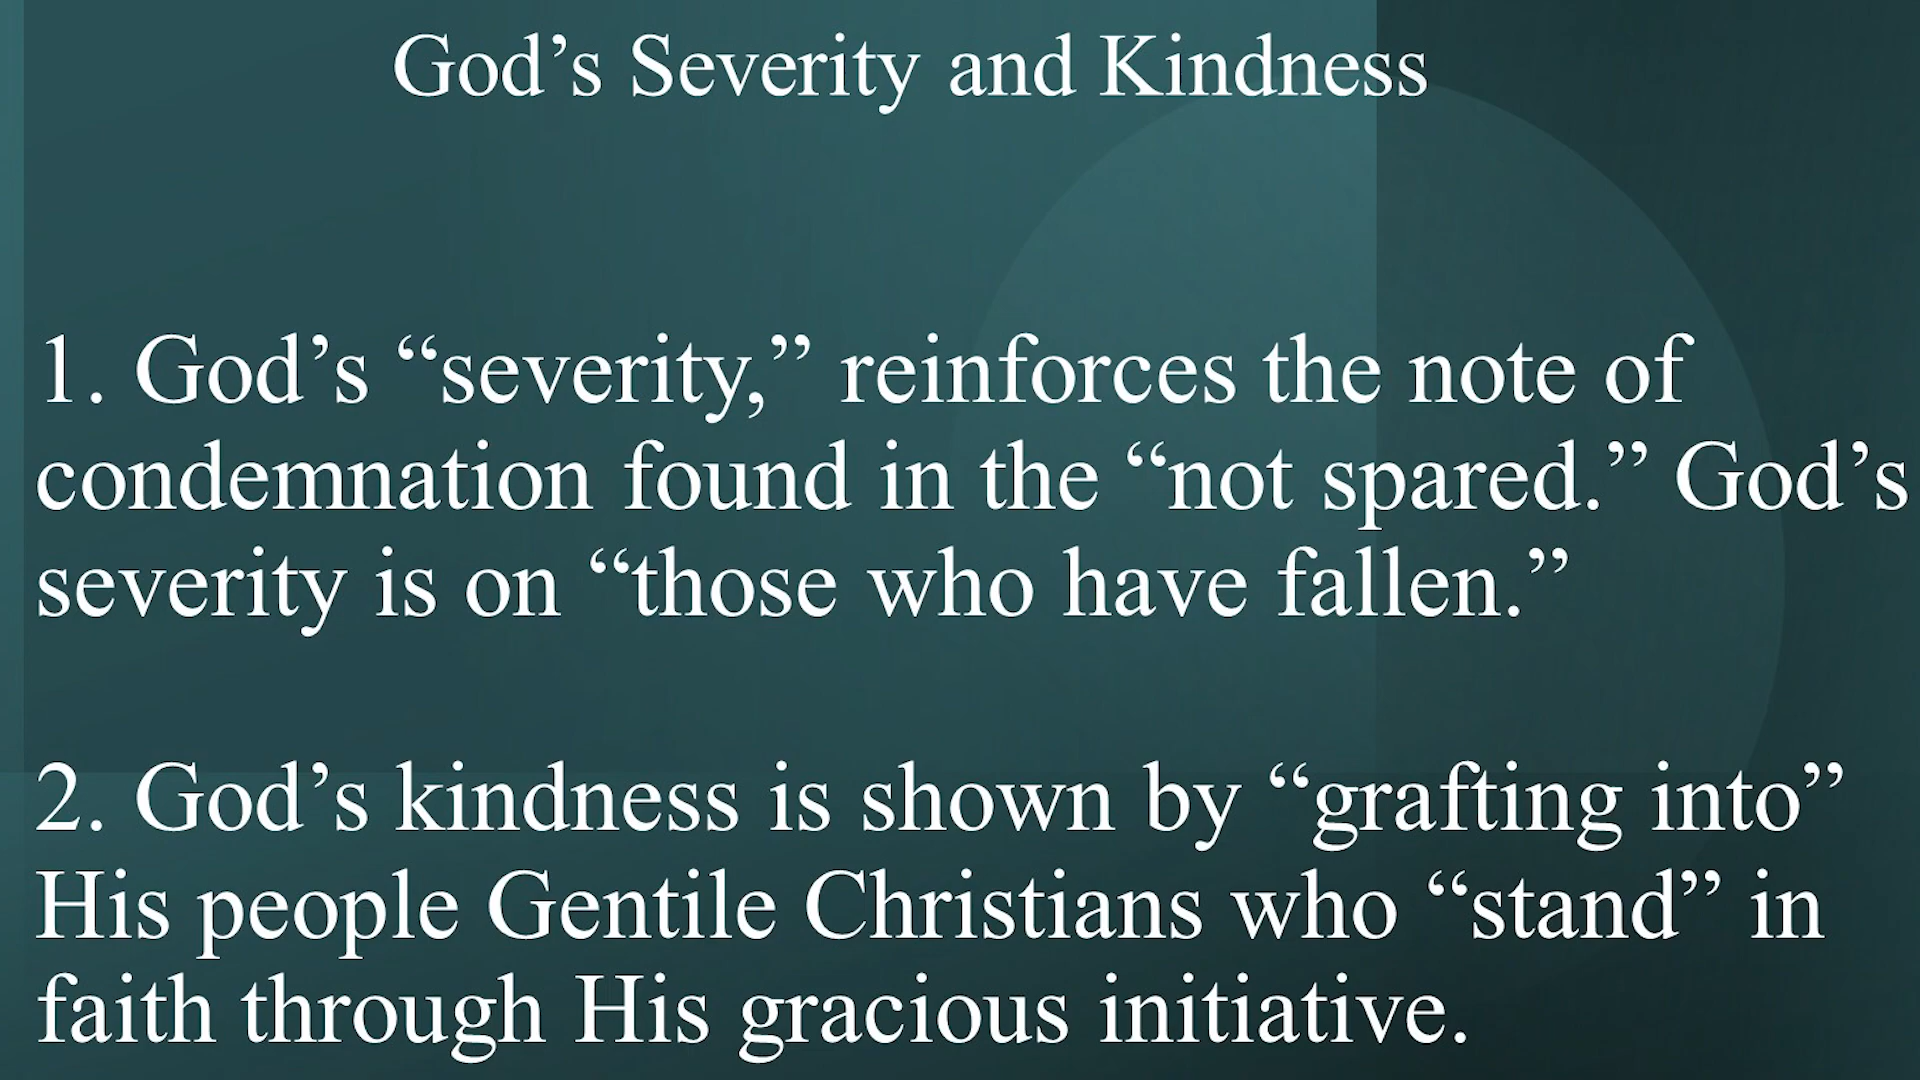 God’s Severity and Kindness
1. God’s “severity,” reinforces the note of
condemnation found in the “not spared.” God’s
severity is on “those who have fallen.”
2. God’s kindness is shown by “grafting into”
His people Gentile Christians who “stand” in
faith through His gracious initiative.